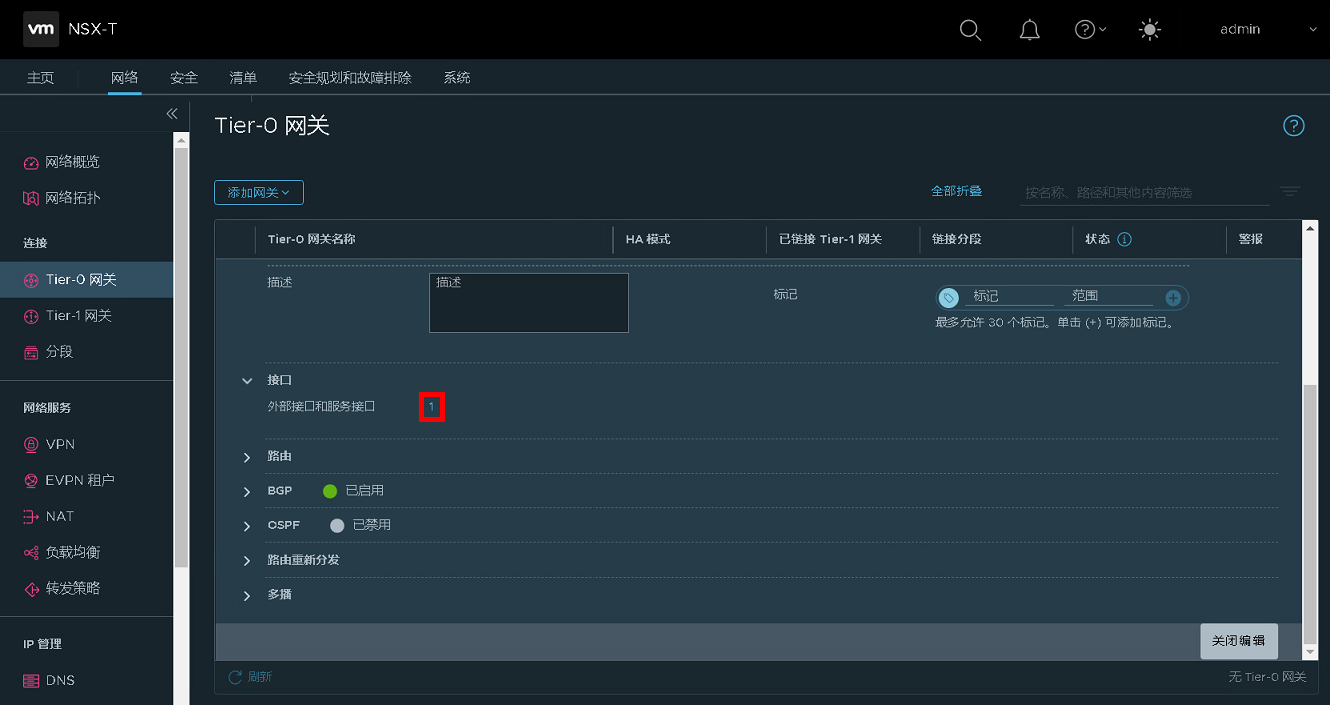 vm NSX-T
admin
主页 网络 安全 清单 安全规划和故障排除 系统
Tier-0 网关
网络概览
网络拓扑
连接
Tier-0 网关
Tier-1 网关
分段
网络服务
VPN
EVPN 租户
NAT
负载均衡
转发策略
IP 管理
DNS
添加网关 全部折叠 按名称、路径和其他内容筛选
Tier-0 网关名称 HA 模式 已链接 Tier-1 网关 链接分段 状态 警报
描述 描述 标记 标记 范围
最多允许 30 个标记。单击 (+) 可添加标记。
接口
外部接口和服务接口 1
路由
BGP 已启用
OSPF 已禁用
路由重新分发
多播
关闭编辑
刷新 无 Tier-0 网关